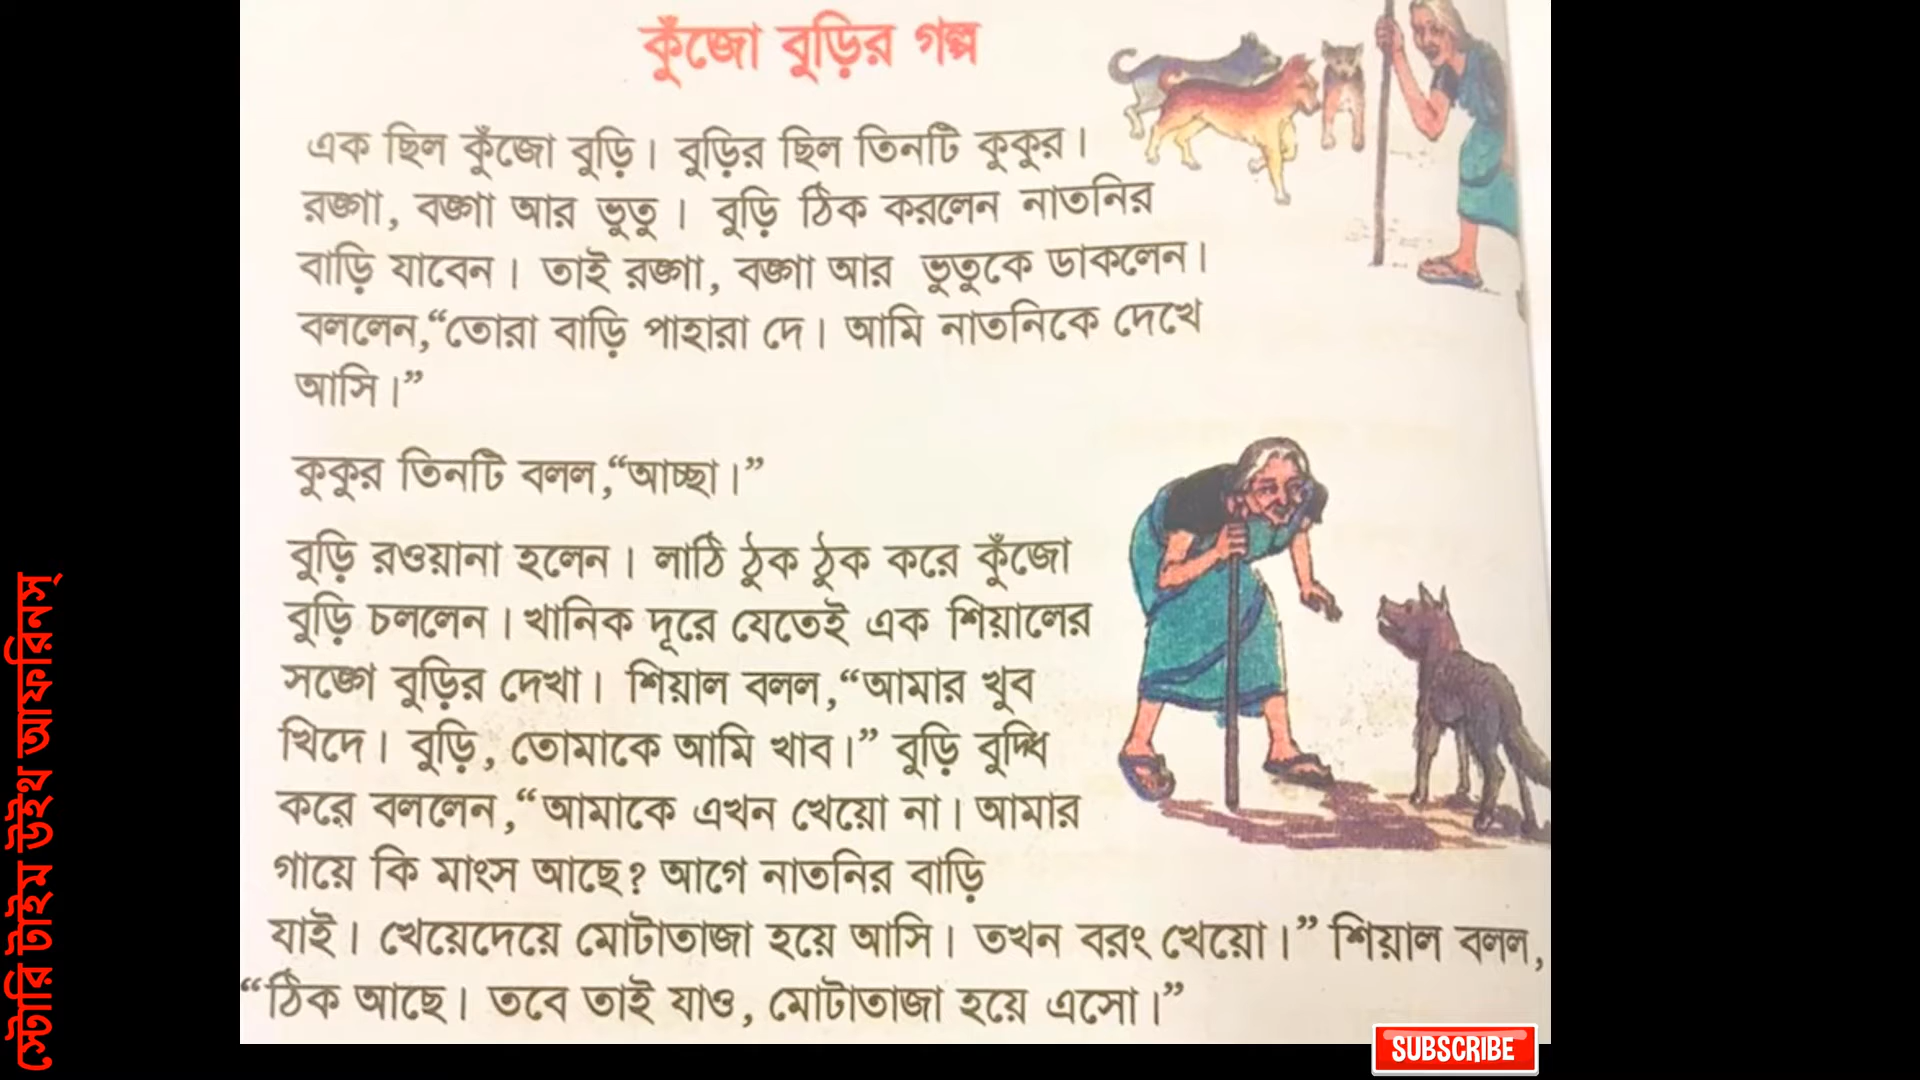 কুঁজো বুড়ির গল্প
এক ছিল কুঁজো বুড়ি। বুড়ির ছিল তিনটি কুকুর।
রঙ্গা, বঙ্গা আর ভুতু। বুড়ি ঠিক করলেন নাতনির
বাড়ি যাবেন। তাই রঙ্গা, বঙ্গা আর ভুতুকে ডাকলেন।
বললেন,“তোরা বাড়ি পাহারা দে। আমি নাতনিকে দেখে
আসি।”
কুকুর তিনটি বলল,“আচ্ছা।”
বুড়ি রওয়ানা হলেন। লাঠি ঠুক ঠুক করে কুঁজো
বুড়ি চললেন। খানিক দূরে যেতেই এক শিয়ালের
সঙ্গে বুড়ির দেখা। শিয়াল বলল,“আমার খুব
খিদে। বুড়ি, তোমাকে আমি খাব।” বুড়ি বুদ্ধি
করে বললেন,“আমাকে এখন খেয়ো না। আমার
গায়ে কি মাংস আছে? আগে নাতনির বাড়ি
যাই। খেয়েদেয়ে মোটাতাজা হয়ে আসি। তখন বরং খেয়ো।” শিয়াল বলল,
“ঠিক আছে। তবে তাই যাও, মোটাতাজা হয়ে এসো।”
স্টোরি টাইম উইথ আফরিনস্
SUBSCRIBE